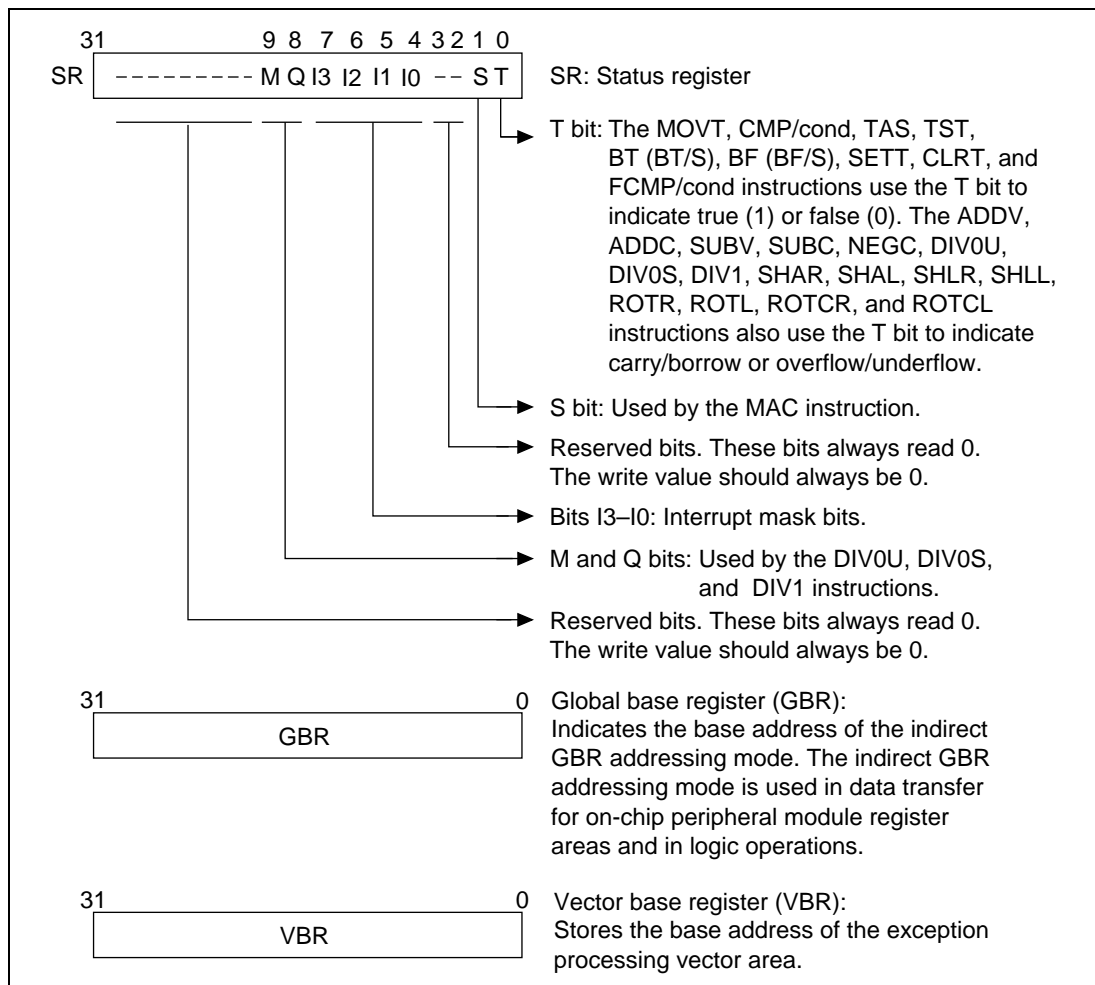 31 9 8 7 6 5 4 3 2 1 0
SR ---------- M Q I3 I2 I1 I0 -- S T SR: Status register
T bit: The MOVT, CMP/cond, TAS, TST,
BT (BT/S), BF (BF/S), SETT, CLRT, and
FCMP/cond instructions use the T bit to
indicate true (1) or false (0). The ADDV,
ADDC, SUBV, SUBC, NEGC, DIV0U,
DIV0S, DIV1, SHAR, SHAL, SHLR, SHLL,
ROTR, ROTL, ROTCR, and ROTCL
instructions also use the T bit to indicate
carry/borrow or overflow/underflow.
S bit: Used by the MAC instruction.
Reserved bits. These bits always read 0.
The write value should always be 0.
Bits I3–I0: Interrupt mask bits.
M and Q bits: Used by the DIV0U, DIV0S,
and DIV1 instructions.
Reserved bits. These bits always read 0.
The write value should always be 0.
31 0 Global base register (GBR):
GBR Indicates the base address of the indirect
GBR addressing mode. The indirect GBR
addressing mode is used in data transfer
for on-chip peripheral module register
areas and in logic operations.
31 0 Vector base register (VBR):
VBR Stores the base address of the exception
processing vector area.